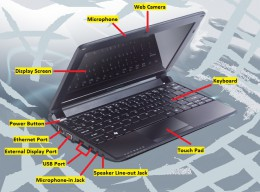 Web Camera
Microphone
Display Screen
Keyboard
Power Button
Ethernet Port
External Display Port
USB Port
Microphone-in Jack
Speaker Line-out Jack
Touch Pad